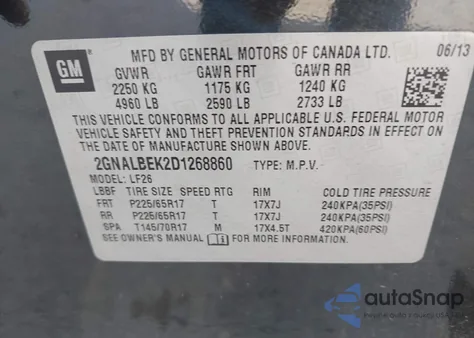 GM
MFD BY GENERAL MOTORS OF CANADA LTD. 06/13
GVWR GAWR FRT GAWR RR
2250 KG 1175 KG 1240 KG
4960 LB 2590 LB 2733 LB
THIS VEHICLE CONFORMS TO ALL APPLICABLE U.S. FEDERAL MOTOR
VEHICLE SAFETY, BUMPER, AND THEFT PREVENTION STANDARDS IN EFFECT ON
THE DATE OF MANUFACTURE SHOWN ABOVE.
2GNALBEK2D1268860 TYPE: M.P.V.
MODEL: LF26
LBBF TIRE SIZE SPEED RTG RIM COLD TIRE PRESSURE
FRT P225/65R17 T 17X7J 240KPA(35PSI)
RR P225/65R17 T 17X7J 240KPA(35PSI)
SPA T145/70R17 M 17X4.5T 420KPA(60PSI)
SEE OWNER'S MANUAL FOR MORE INFORMATION
autoSnap